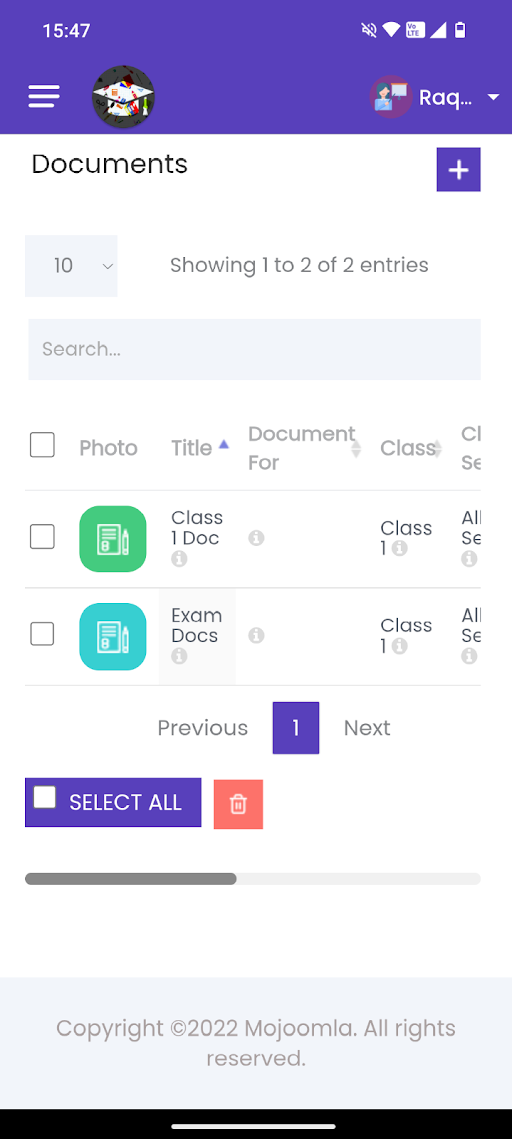 15:47
Vo
LTE
Raq...
Documents
10
Showing 1 to 2 of 2 entries
Search...
Photo
Title
Document
For
Class
Cl
Se
Class
1 Doc
Class
1
All
Se
Exam
Docs
Class
1
All
Se
Previous
1
Next
SELECT ALL
Copyright ©2022 Mojoomla. All rights
reserved.